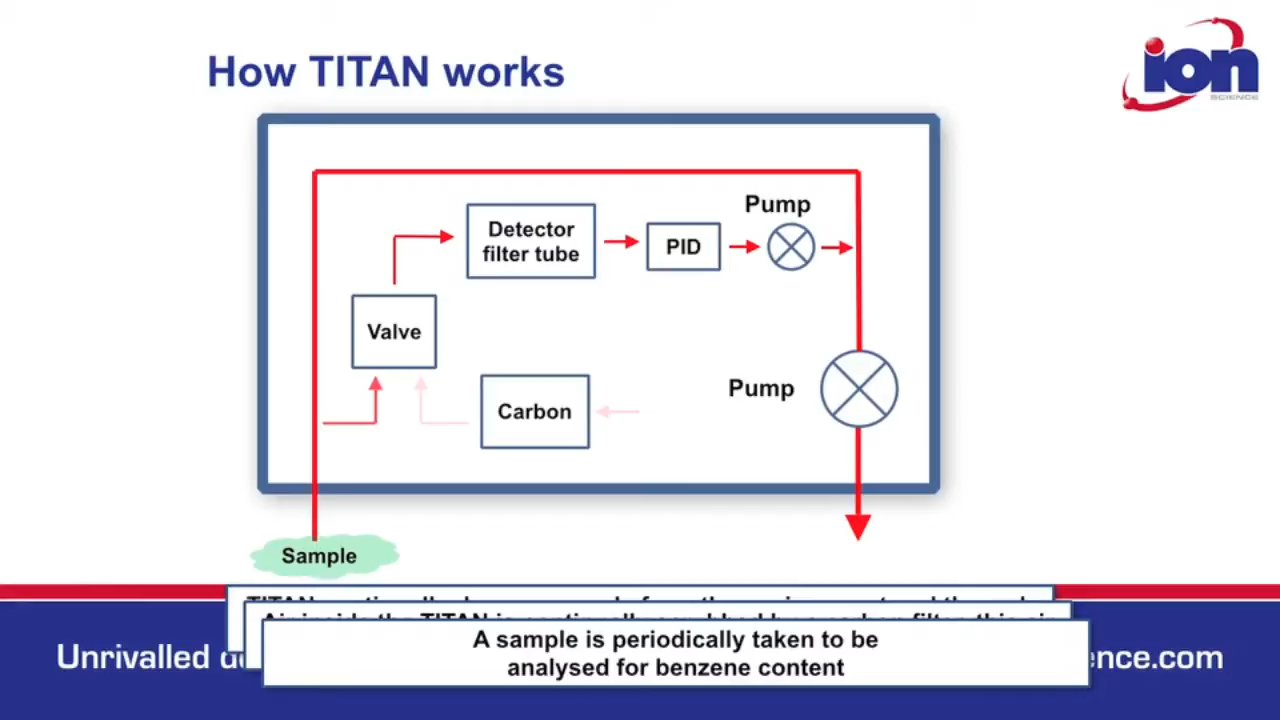 How TITAN works
ion
SCIENCE
Pump
Detector
filter tube
PID
Valve
Pump
Carbon
Sample
A sample is periodically taken to be
analysed for benzene content
Unrivalled
ence.com